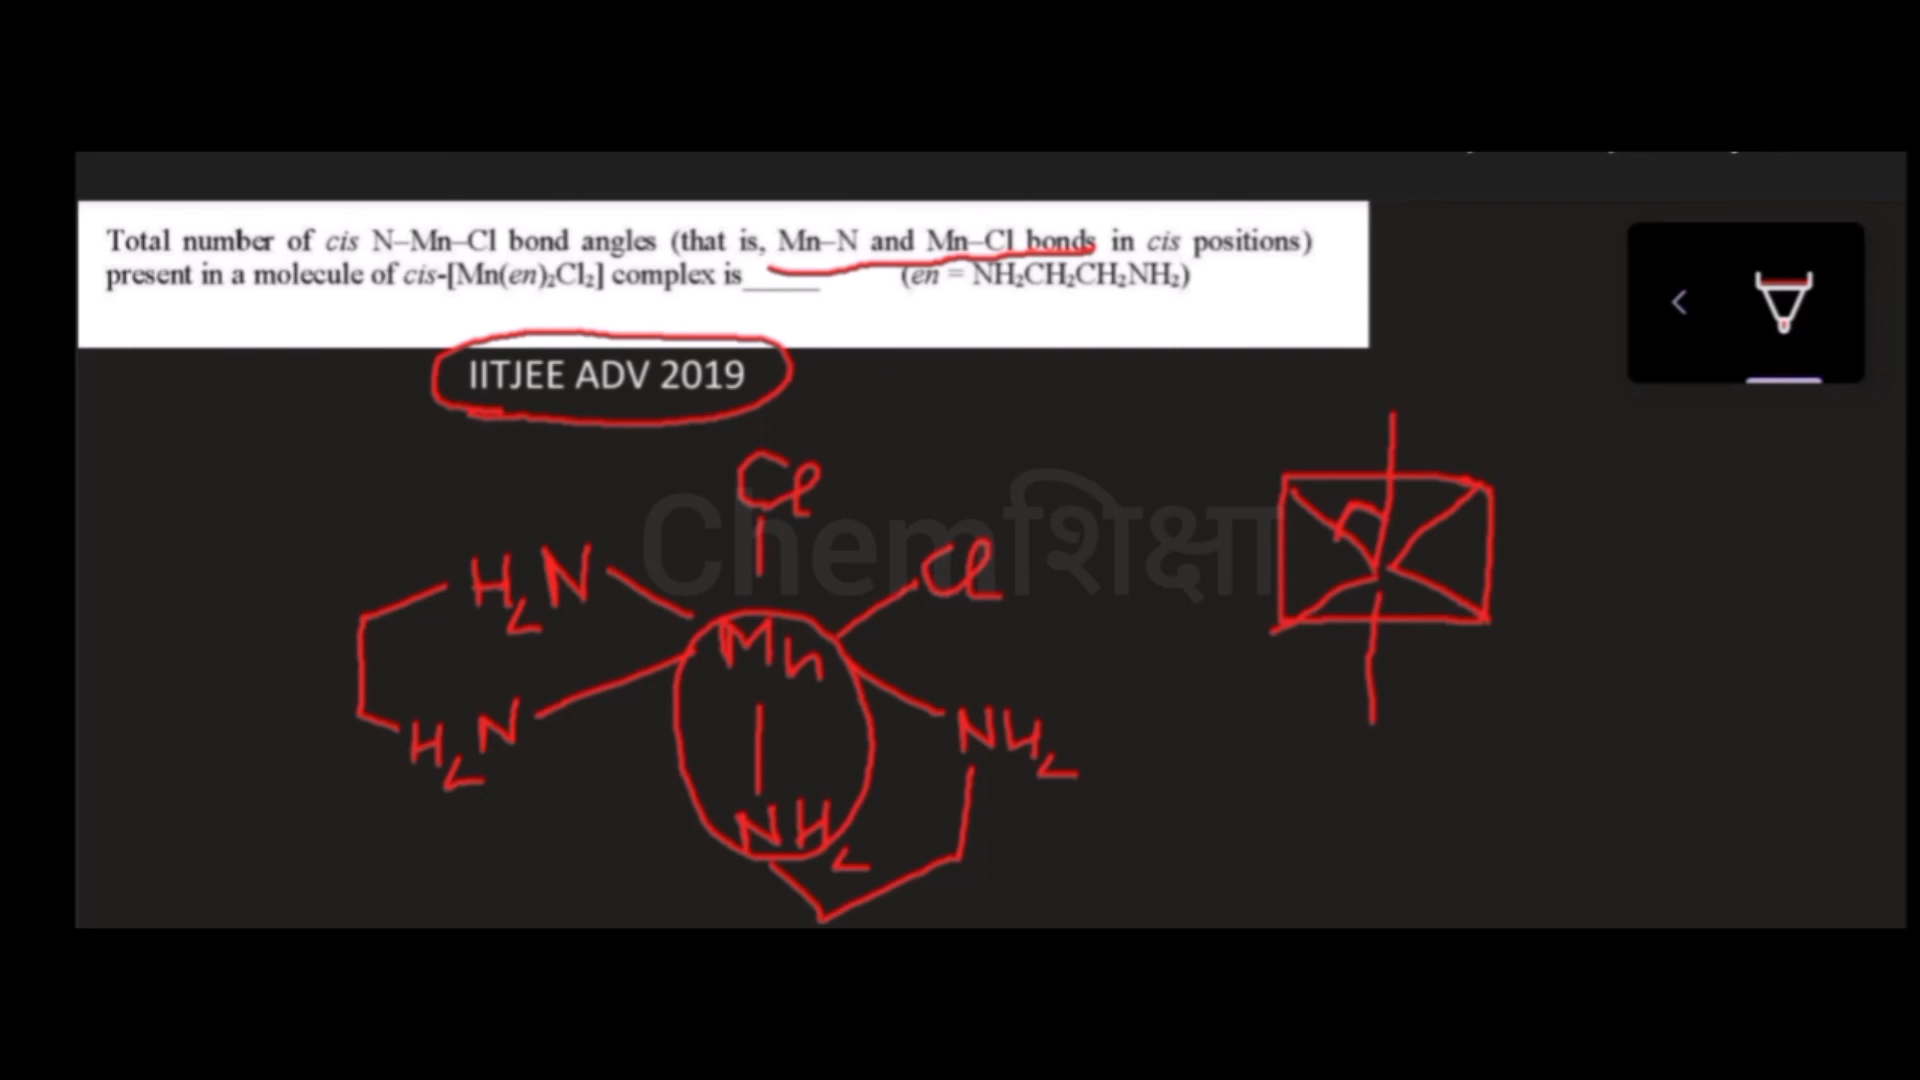 Total number of cis N–Mn–Cl bond angles (that is, Mn–N and Mn–Cl bonds in cis positions)
present in a molecule of cis-[Mn(en)₂Cl₂] complex is_____ (en = NH₂CH₂CH₂NH₂)
IITJEE ADV 2019
Cl
Chemशिक्षा
H₂N
Cl
Mn
H₂N
NH₂
NH₂